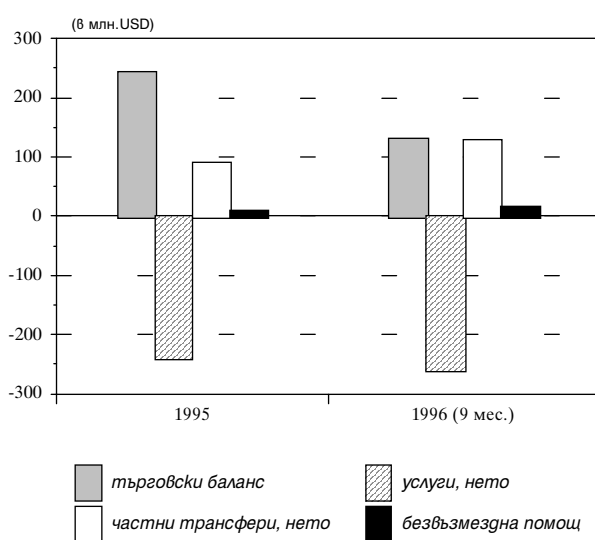 (в млн.USD)
300
200
100
0
-100
-200
-300
1995 1996 (9 мес.)
търговски баланс услуги, нето
частни трансфери, нето безвъзмездна помощ